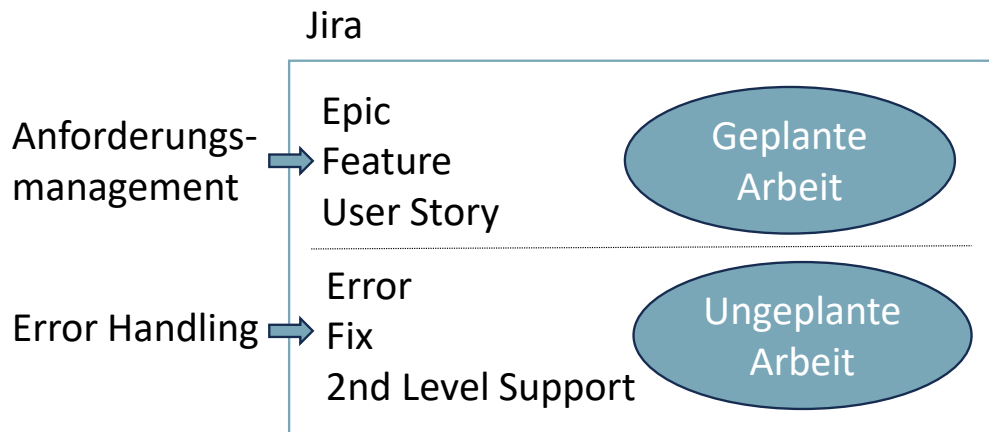 Jira
Anforderungs-
management
Epic
Feature
User Story
Geplante
Arbeit
Error Handling
Error
Fix
2nd Level Support
Ungeplante
Arbeit